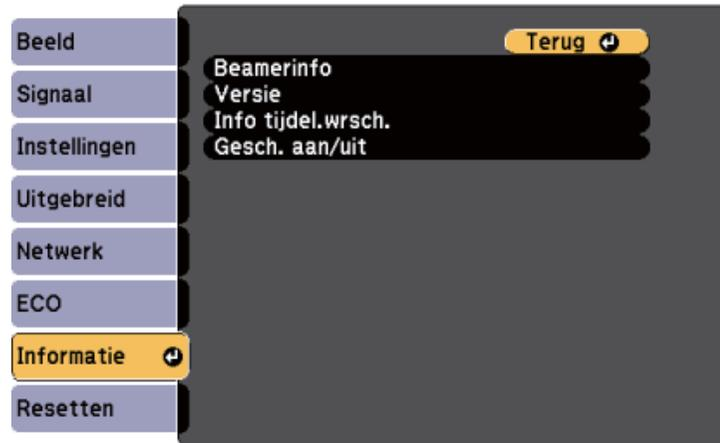 Beeld
Signaal
Instellingen
Uitgebreid
Netwerk
ECO
Informatie
Resetten
Terug
Beamerinfo
Versie
Info tijdel.wrsch.
Gesch. aan/uit